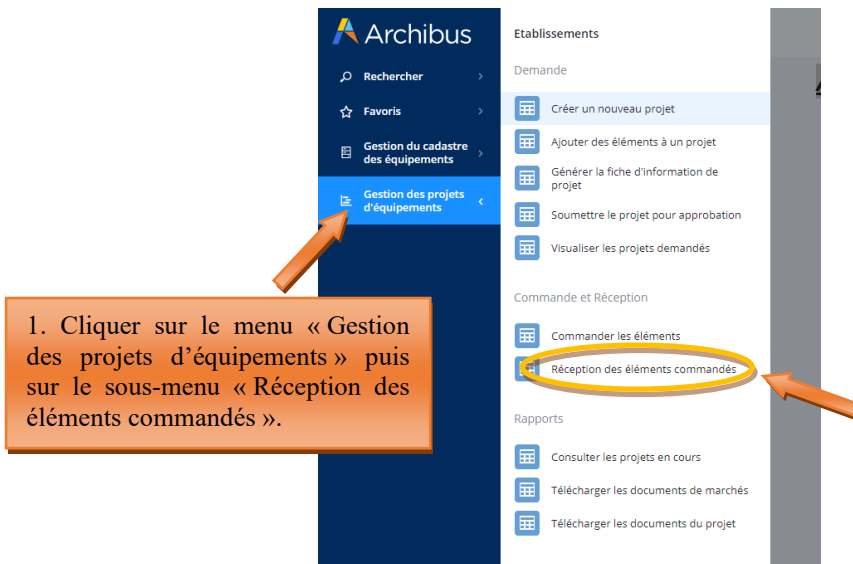 Archibus
Rechercher
Favoris
Gestion du cadastre
des équipements
Gestion des projets
d'équipements
1. Cliquer sur le menu « Gestion
des projets d’équipements » puis
sur le sous-menu « Réception des
éléments commandés ».
Etablissements
Demande
Créer un nouveau projet
Ajouter des éléments à un projet
Générer la fiche d'information de
projet
Soumettre le projet pour approbation
Visualiser les projets demandés
Commande et Réception
Commander les éléments
Réception des éléments commandés
Rapports
Consulter les projets en cours
Télécharger les documents de marchés
Télécharger les documents du projet